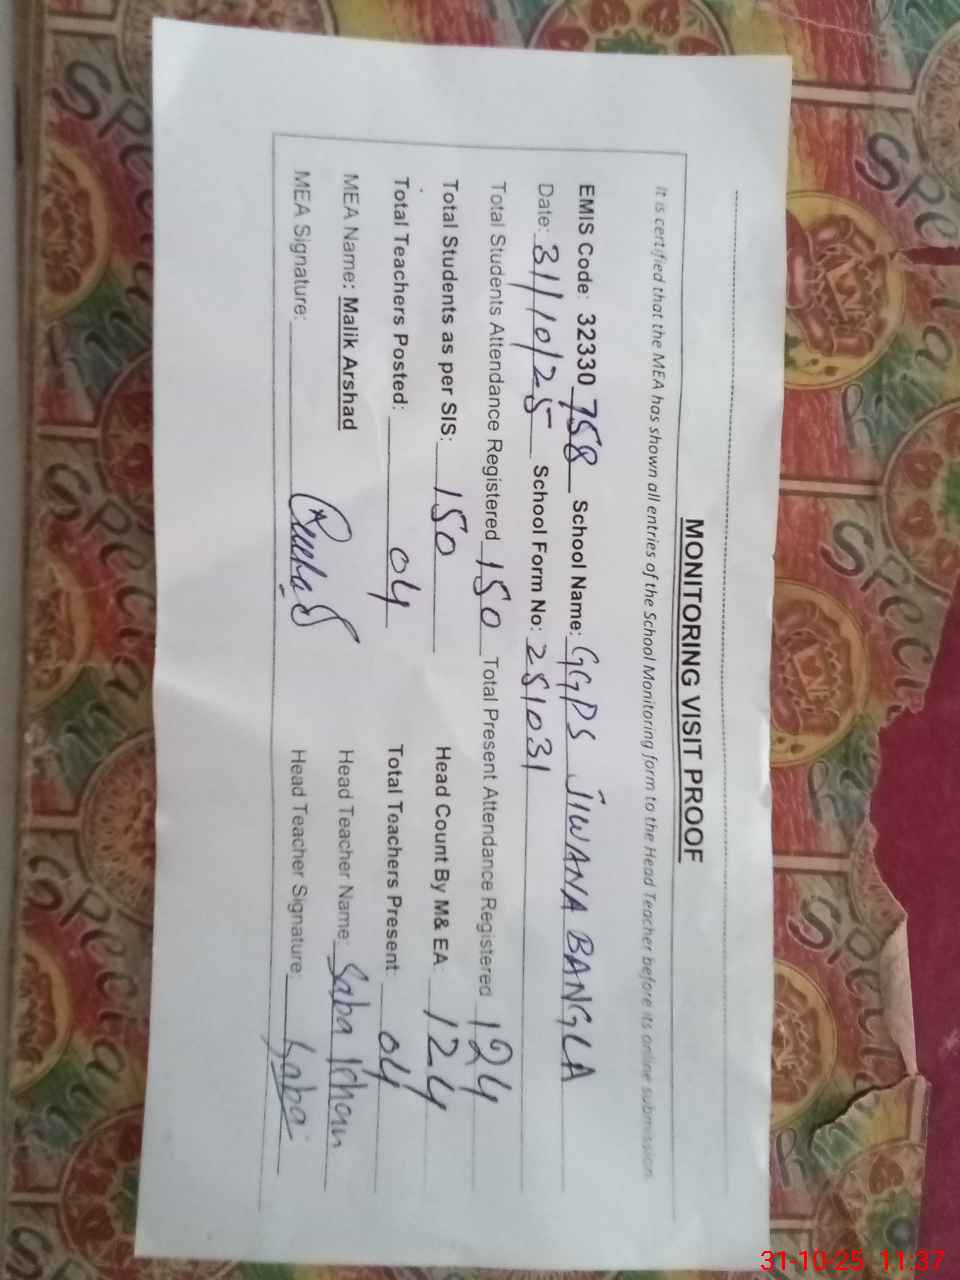 MONITORING VISIT PROOF
It is certified that the MEA has shown all entries of the School Monitoring form to the Head Teacher before its online submission
EMIS Code: 32330 758 School Name: GGPS JIWANA BANGLA
Date: 31/10/25 School Form No: 251031
Total Students Attendance Registered 150 Total Present Attendance Registered 124
Total Students as per SIS: 150 Head Count By M& EA: 124
Total Teachers Posted: 04 Total Teachers Present: 04
MEA Name: Malik Arshad Head Teacher Name: Saba
MEA Signature: Head Teacher Signature: Saba
31-10-25 11:37